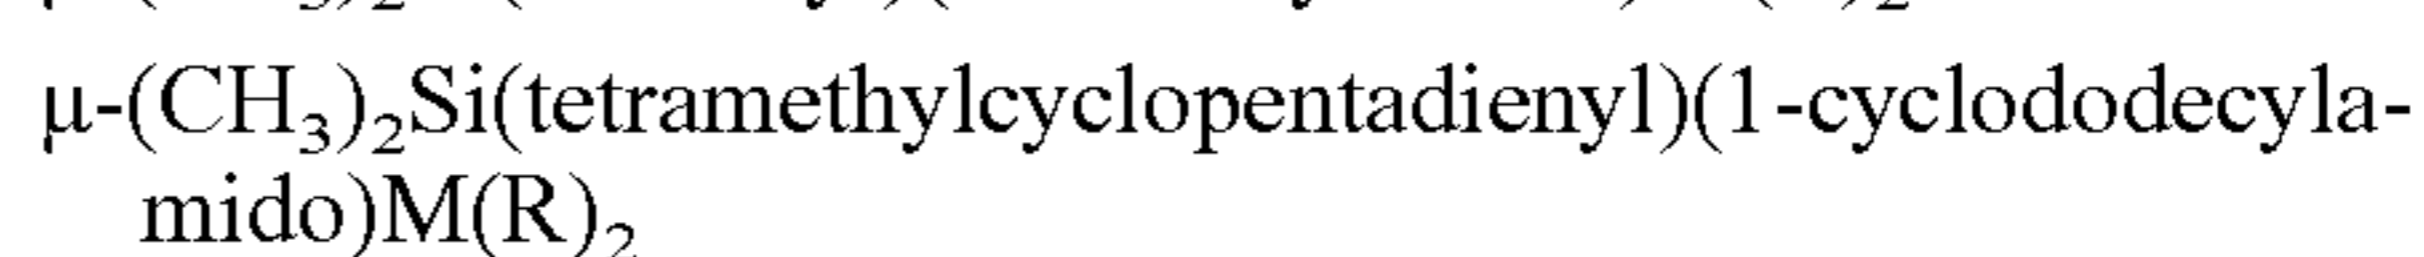 μ-(CH₃)₂Si(tetramethylcyclopentadienyl)(1-cyclododecyla-
mido)M(R)₂